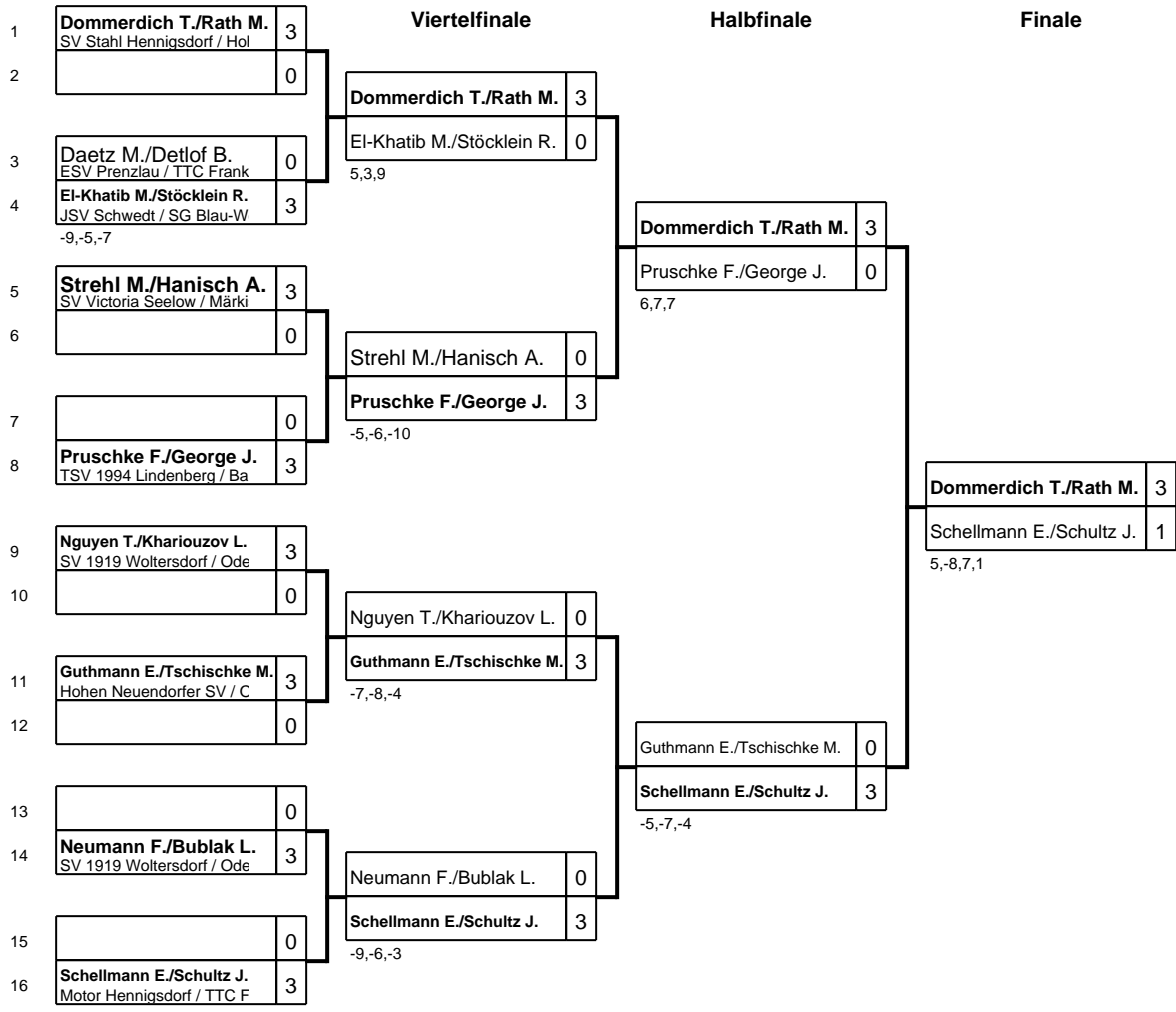 Viertelfinale
Halbfinale
Finale
1
Dommerdich T./Rath M. 3
SV Stahl Hennigsdorf / Hol
2
0
3
Daetz M./Detlof B. 0
ESV Prenzlau / TTC Frank
4
El-Khatib M./Stöcklein R. 3
JSV Schwedt / SG Blau-W
-9,-5,-7
5
Strehl M./Hanisch A. 3
SV Victoria Seelow / Märki
6
0
7
0
8
Pruschke F./George J. 3
TSV 1994 Lindenberg / Ba
9
Nguyen T./Khariouzov L. 3
SV 1919 Woltersdorf / Ode
10
0
11
Guthmann E./Tschischke M. 3
Hohen Neuendorfer SV / C
12
0
13
0
14
Neumann F./Bublak L. 3
SV 1919 Woltersdorf / Ode
15
0
16
Schellmann E./Schultz J. 3
Motor Hennigsdorf / TTC F
Dommerdich T./Rath M. 3
El-Khatib M./Stöcklein R. 0
5,3,9
Strehl M./Hanisch A. 0
Pruschke F./George J. 3
-5,-6,-10
Nguyen T./Khariouzov L. 0
Guthmann E./Tschischke M. 3
-7,-8,-4
Neumann F./Bublak L. 0
Schellmann E./Schultz J. 3
-9,-6,-3
Dommerdich T./Rath M. 3
Pruschke F./George J. 0
6,7,7
Guthmann E./Tschischke M. 0
Schellmann E./Schultz J. 3
-5,-7,-4
Dommerdich T./Rath M. 3
Schellmann E./Schultz J. 1
5,-8,7,1